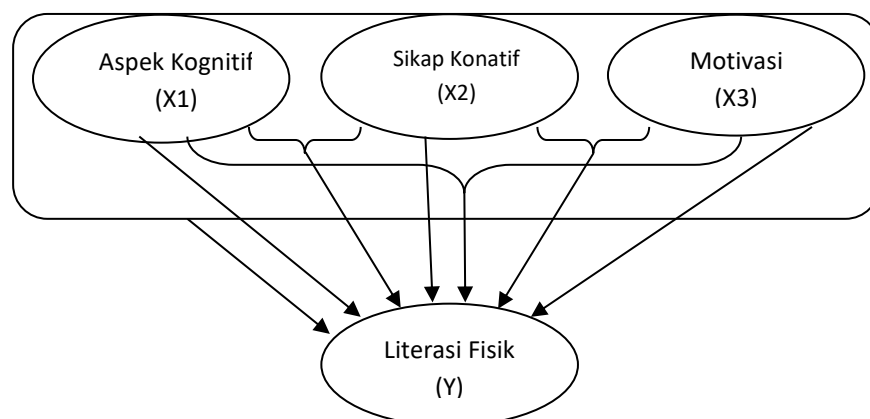 Aspek Kognitif
(X1)
Sikap Konatif
(X2)
Motivasi
(X3)
Literasi Fisik
(Y)